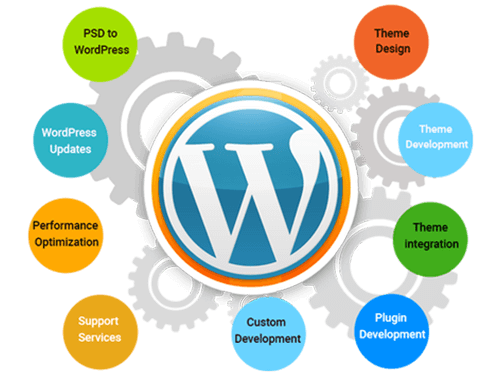 PSD to
WordPress
Theme
Design
WordPress
Updates
Theme
Development
Performance
Optimization
Theme
integration
Support
Services
Custom
Development
Plugin
Development
W